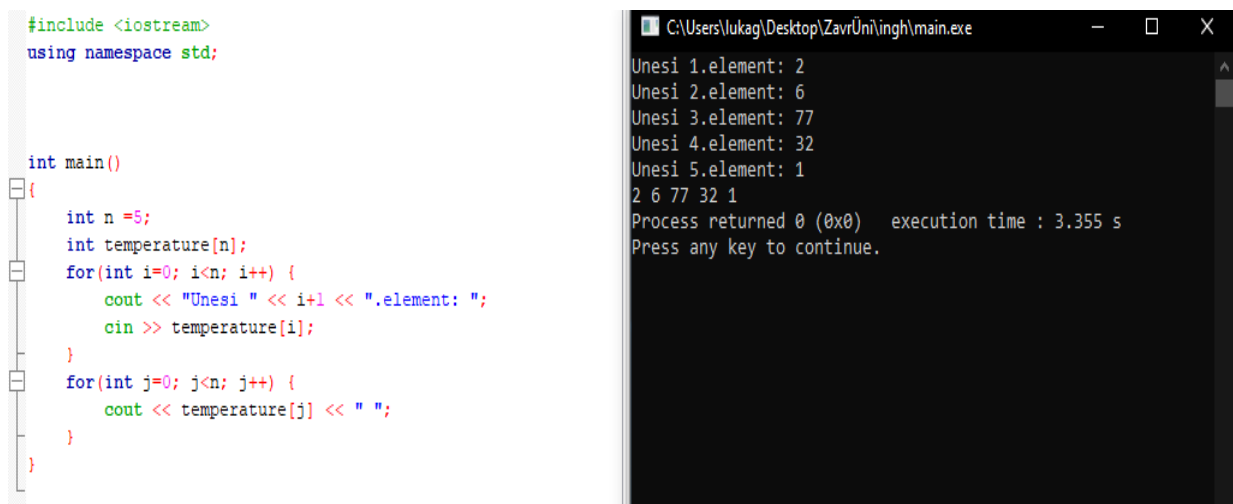 #include <iostream>
using namespace std;
int main()
{
int n =5;
int temperature[n];
for(int i=0; i<n; i++) {
cout << "Unesi " << i+1 << ".element: ";
cin >> temperature[i];
}
for(int j=0; j<n; j++) {
cout << temperature[j] << " ";
}
}
C:\Users\lukag\Desktop\ZavrÜni\ingh\main.exe
Unesi 1.element: 2
Unesi 2.element: 6
Unesi 3.element: 77
Unesi 4.element: 32
Unesi 5.element: 1
2 6 77 32 1
Process returned 0 (0x0)   execution time : 3.355 s
Press any key to continue.